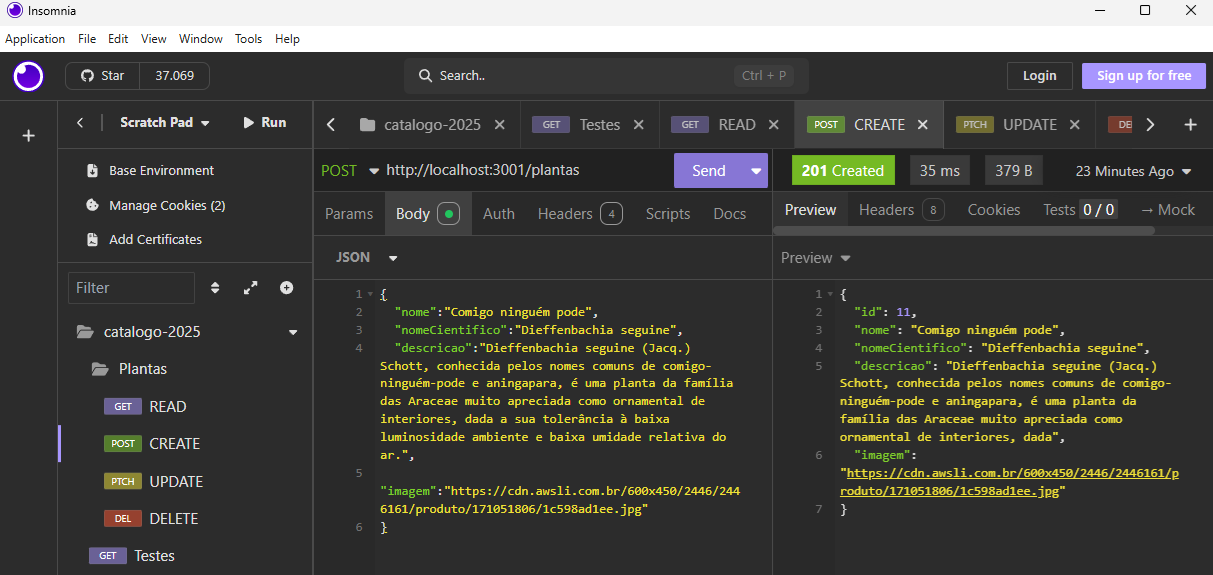 Insomnia
Application File Edit View Window Tools Help
Star 37.069
Search.. Ctrl + P
Login Sign up for free
Scratch Pad Run
catalogo-2025
GET Testes
GET READ
POST CREATE
PTCH UPDATE
DE
Base Environment
Manage Cookies (2)
Add Certificates
Filter
catalogo-2025
Plantas
GET READ
POST CREATE
PTCH UPDATE
DEL DELETE
GET Testes
POST http://localhost:3001/plantas Send
Params Body Auth Headers 4 Scripts Docs
JSON
1 {
2 "nome":"Comigo ninguém pode",
3 "nomeCientifico":"Dieffenbachia seguine",
4 "descricao":"Dieffenbachia seguine (Jacq.)
Schott, conhecida pelos nomes comuns de comigo-
ninguém-pode e aningapara, é uma planta da família
das Araceae muito apreciada como ornamental de
interiores, dada a sua tolerância à baixa
luminosidade ambiente e baixa umidade relativa do
ar.",
5
"imagem":"https://cdn.awsli.com.br/600x450/2446/244
6161/produto/171051806/1c598ad1ee.jpg"
6 }
201 Created 35 ms 379 B 23 Minutes Ago
Preview Headers 8 Cookies Tests 0 / 0 → Mock
Preview
1 {
2 "id": 11,
3 "nome": "Comigo ninguém pode",
4 "nomeCientifico": "Dieffenbachia seguine",
5 "descricao": "Dieffenbachia seguine (Jacq.)
Schott, conhecida pelos nomes comuns de comigo-
ninguém-pode e aningapara, é uma planta da
família das Araceae muito apreciada como
ornamental de interiores, dada",
6 "imagem":
"https://cdn.awsli.com.br/600x450/2446/2446161/p
roduto/171051806/1c598ad1ee.jpg"
7 }